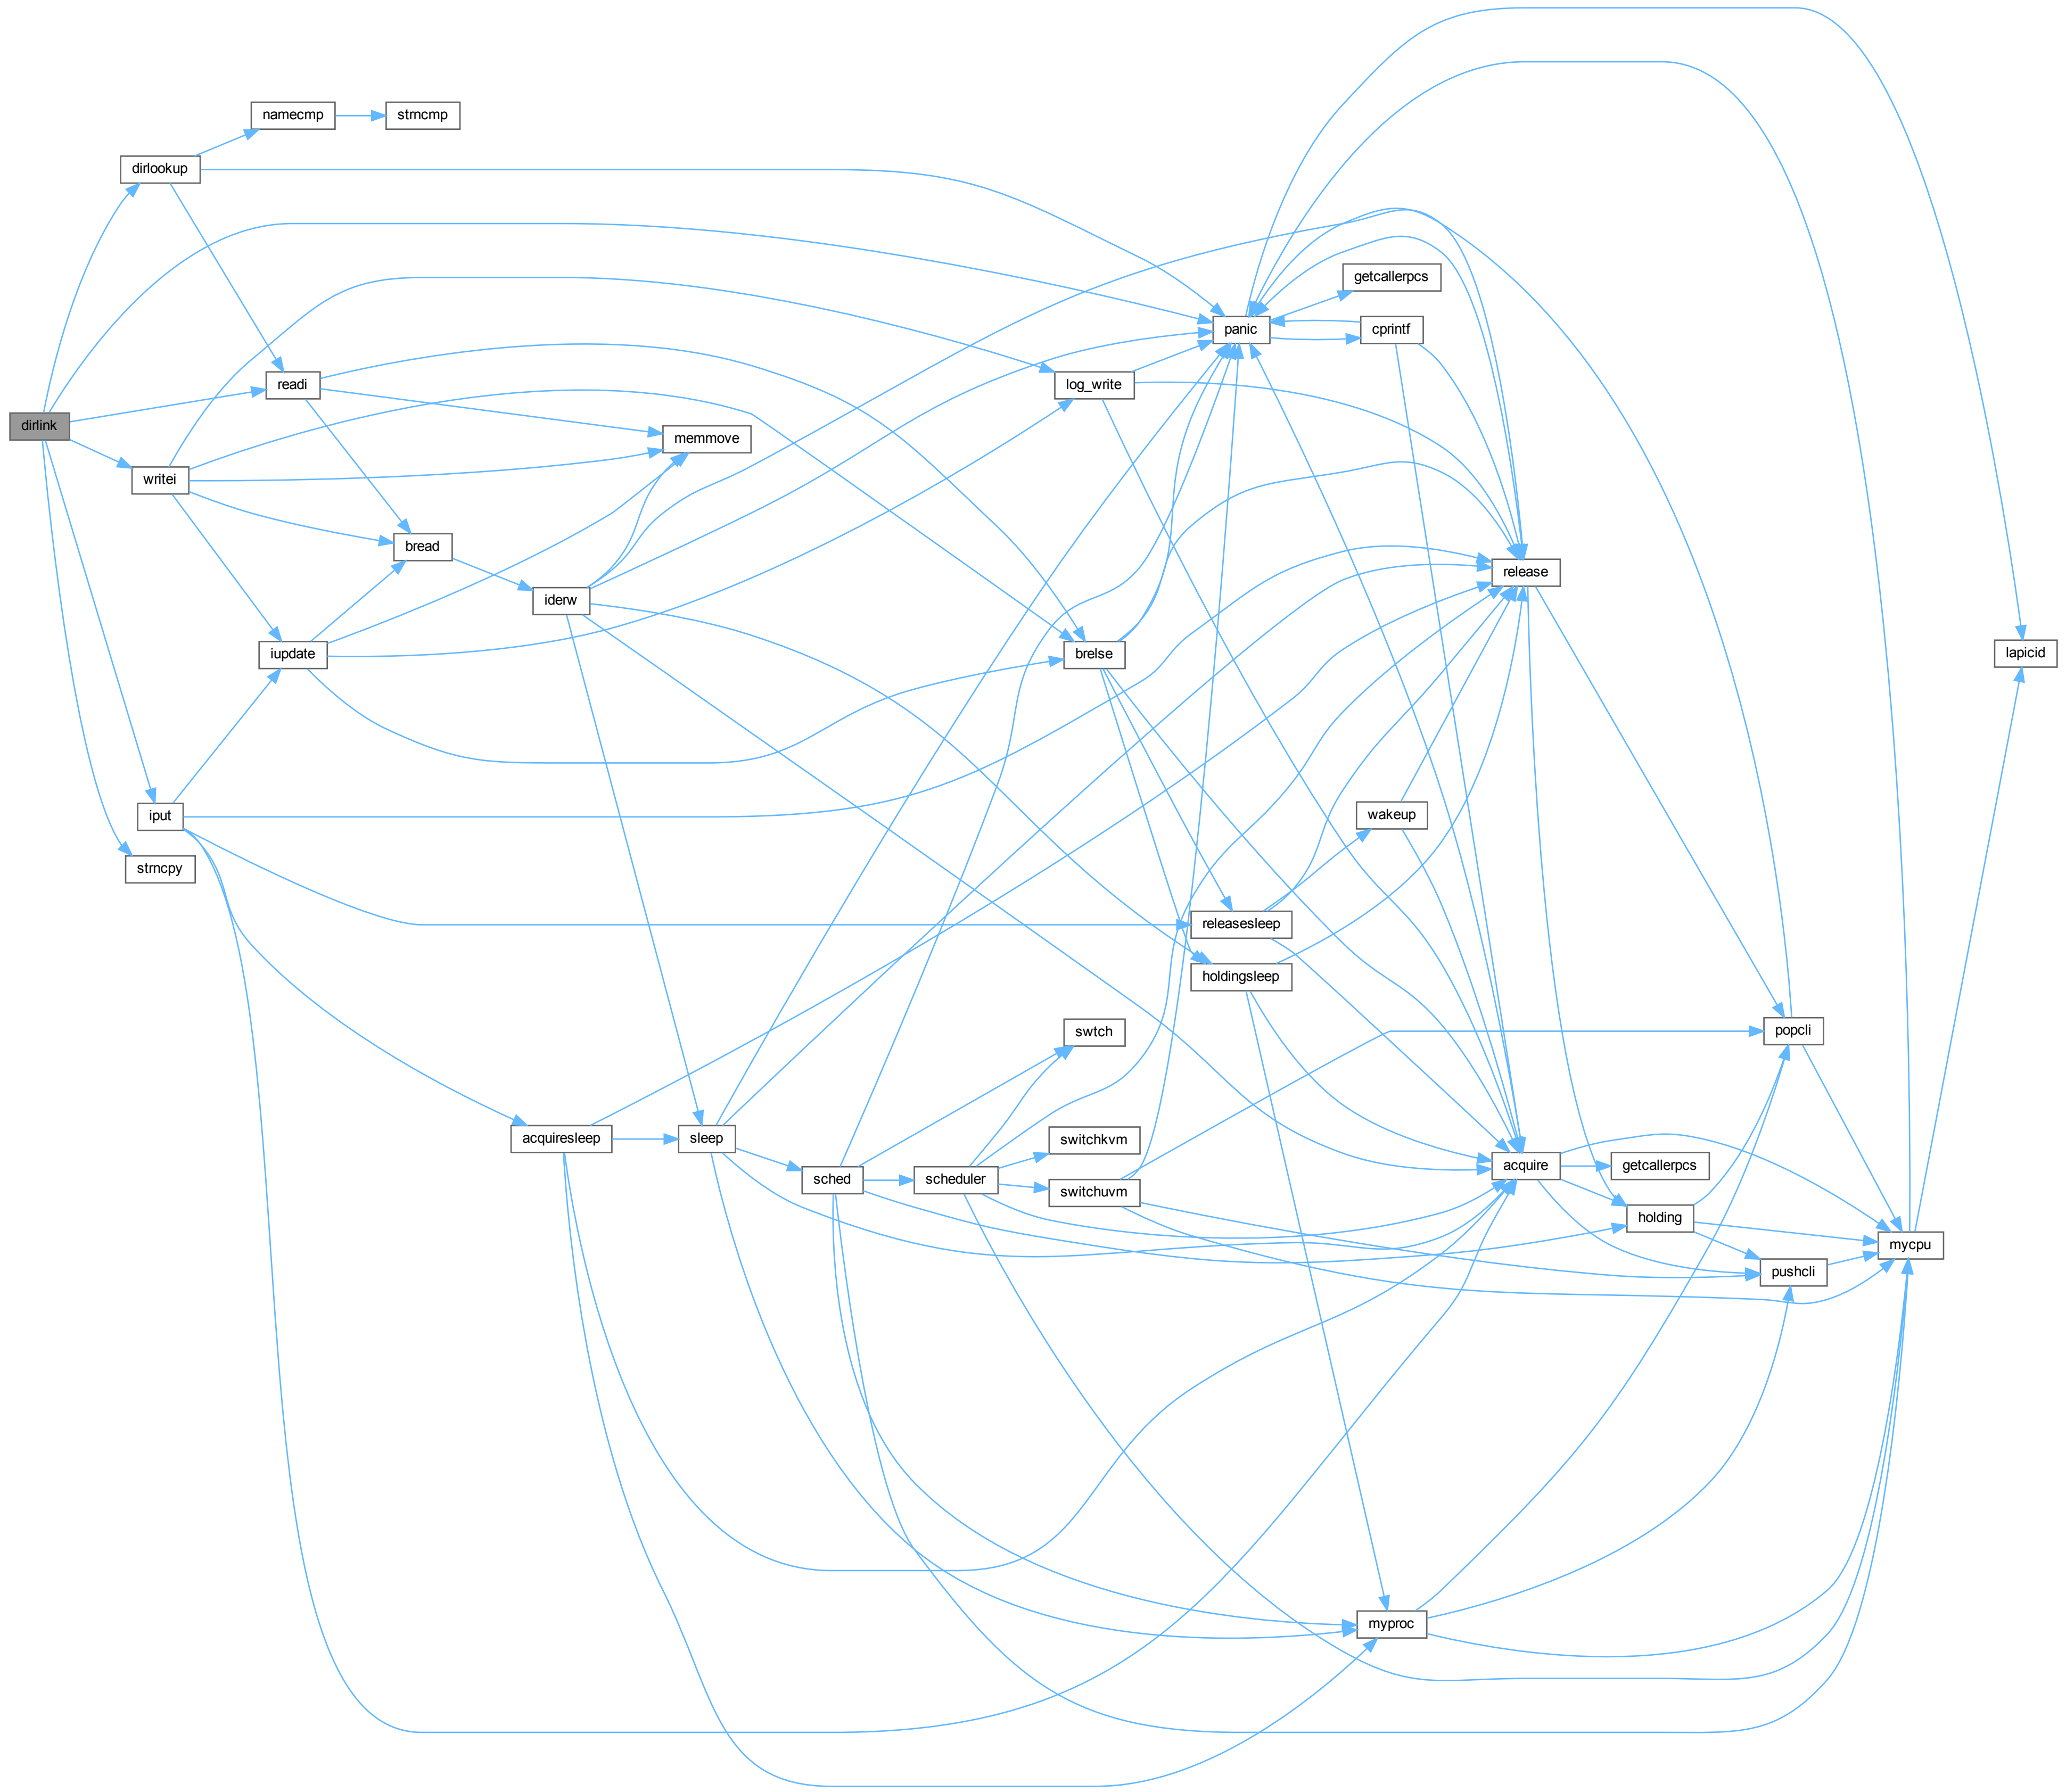 namecmp
strncmp
dirlookup
getcallerpcs
panic
cprintf
readi
log_write
dirlink
memmove
writei
bread
release
iderw
iupdate
brelse
lapicid
iput
wakeup
strncpy
releasesleep
holdingsleep
swtch
popcli
acquiresleep
sleep
switchkvm
sched
scheduler
switchuvm
acquire
getcallerpcs
holding
mycpu
pushcli
myproc